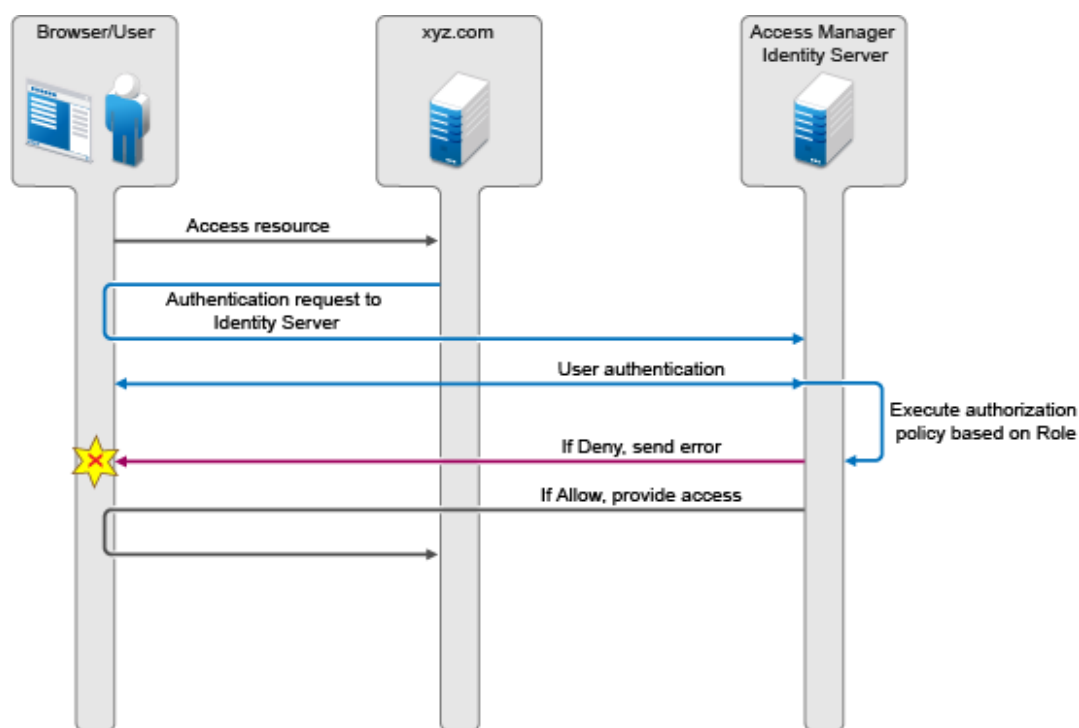 Browser/User
xyz.com
Access Manager
Identity Server
Access resource
Authentication request to
Identity Server
User authentication
Execute authorization
policy based on Role
If Deny, send error
If Allow, provide access